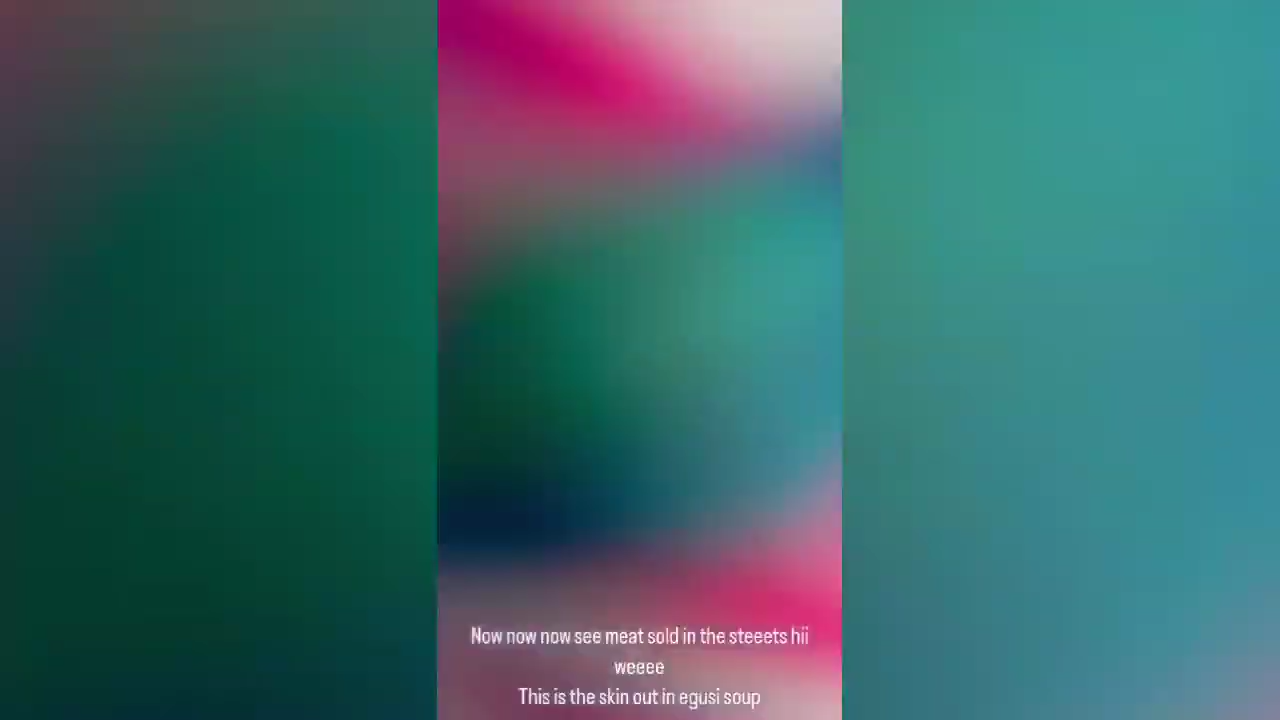 Now now now see meat sold in the steeets hii
weeee
This is the skin out in egusi soup